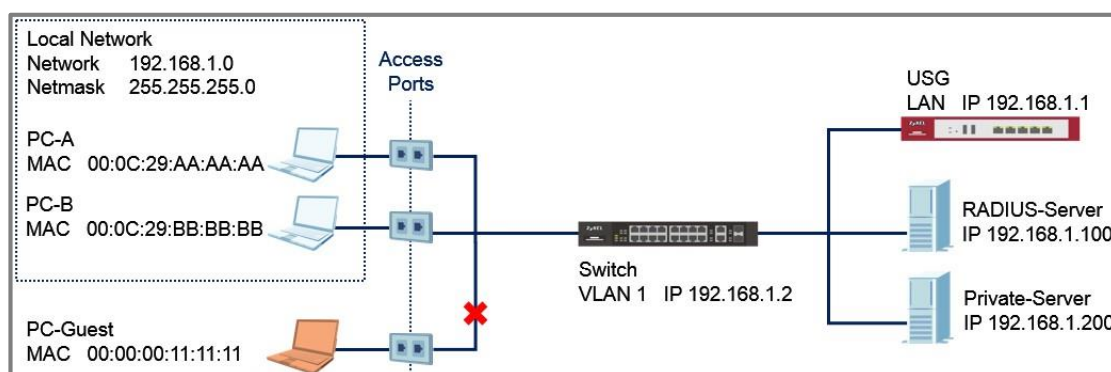 Local Network
Network 192.168.1.0
Netmask 255.255.255.0
Access
Ports
PC-A
MAC 00:0C:29:AA:AA:AA
PC-B
MAC 00:0C:29:BB:BB:BB
PC-Guest
MAC 00:00:00:11:11:11
ZyXEL
Switch
VLAN 1 IP 192.168.1.2
USG
LAN IP 192.168.1.1
ZyXEL
RADIUS-Server
IP 192.168.1.100
Private-Server
IP 192.168.1.200